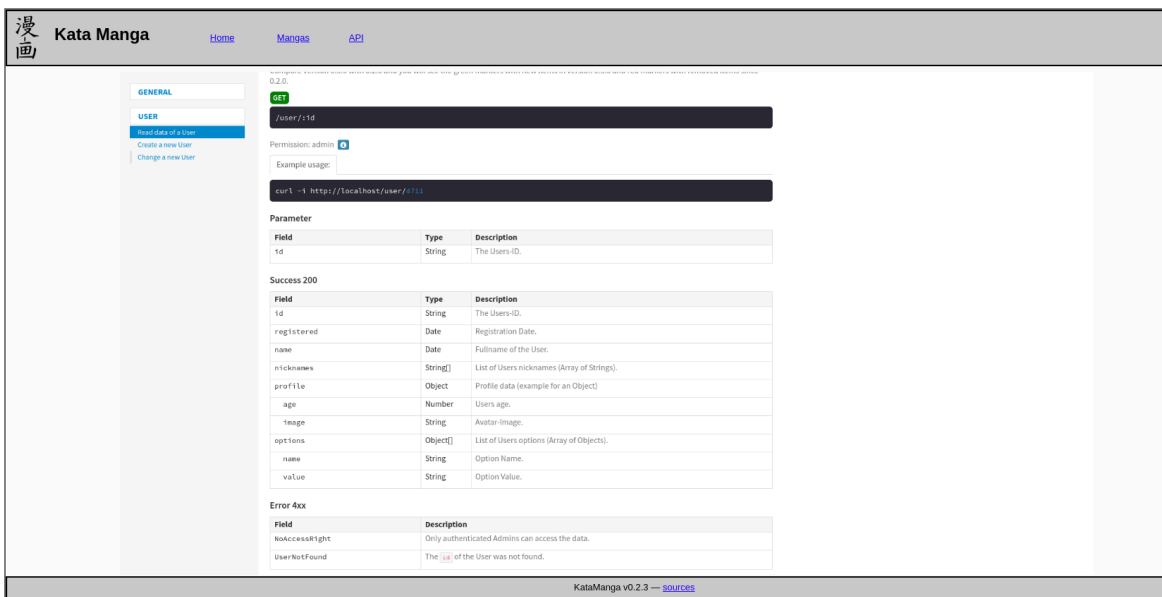 漫画
Kata Manga
Home
Mangas
API
GENERAL
USER
Read data of a User
Create a new User
Change a new User
0.2.0.
GET
/user/:id
Permission: admin
Example usage:
curl -i http://localhost/user/4711
Parameter
Field Type Description
id String The Users-ID.
Success 200
Field Type Description
id String The Users-ID.
registered Date Registration Date.
name Date Fullname of the User.
nicknames String[] List of Users nicknames (Array of Strings).
profile Object Profile data (example for an Object)
age Number Users age.
image String Avatar-Image.
options Object[] List of Users options (Array of Objects).
name String Option Name.
value String Option Value.
Error 4xx
Field Description
NoAccessRight Only authenticated Admins can access the data.
UserNotFound The id of the User was not found.
KataManga v0.2.3 — sources